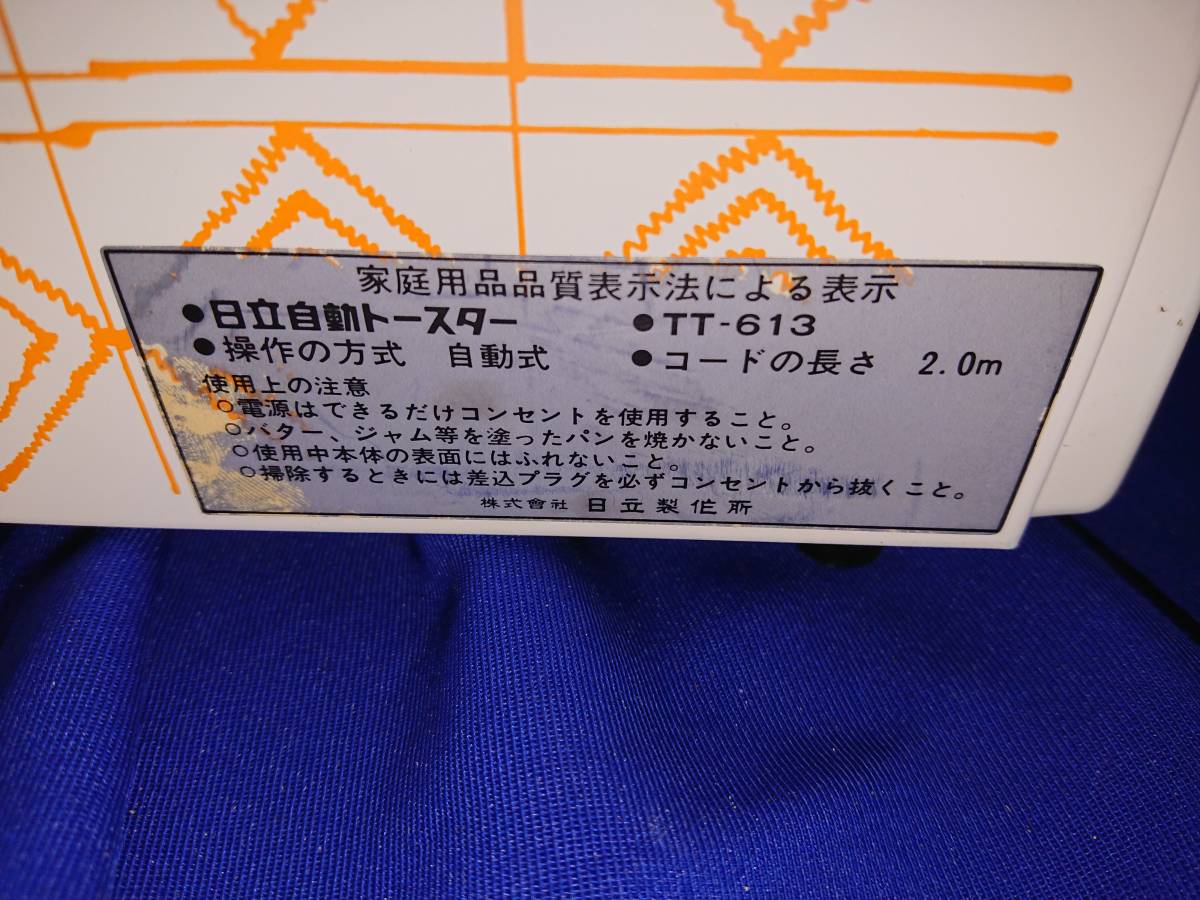 家庭用品品質表示法による表示
●日立自動トースター ●TT-613
●操作の方式 自動式 ●コードの長さ 2.0m
使用上の注意
○電源はできるだけコンセントを使用すること。
○バター、ジャム等を塗ったパンを焼かないこと。
○使用中本体の表面にはふれないこと。
○掃除するときには差込プラグを必ずコンセントから抜くこと。
株式會社 日立製作所